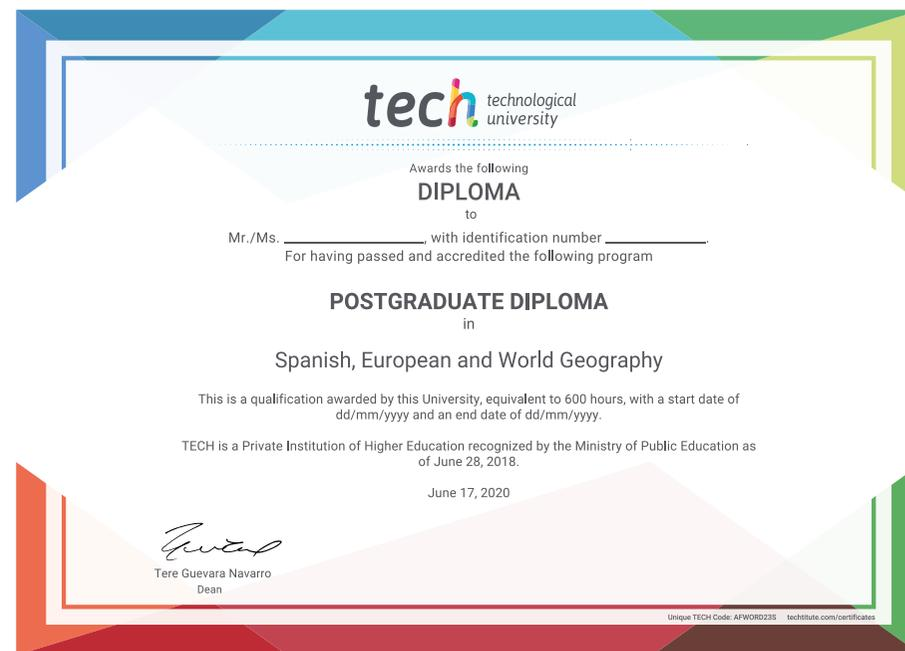 tech technological
university
Awards the following
DIPLOMA
to
Mr./Ms. ____________, with identification number ____________.
For having passed and accredited the following program
POSTGRADUATE DIPLOMA
in
Spanish, European and World Geography
This is a qualification awarded by this University, equivalent to 600 hours, with a start date of
dd/mm/yyyy and an end date of dd/mm/yyyy.
TECH is a Private Institution of Higher Education recognized by the Ministry of Public Education as
of June 28, 2018.
June 17, 2020
Tere Guevara Navarro
Dean
Unique TECH Code: AFWORD23S techtitute.com/certificates